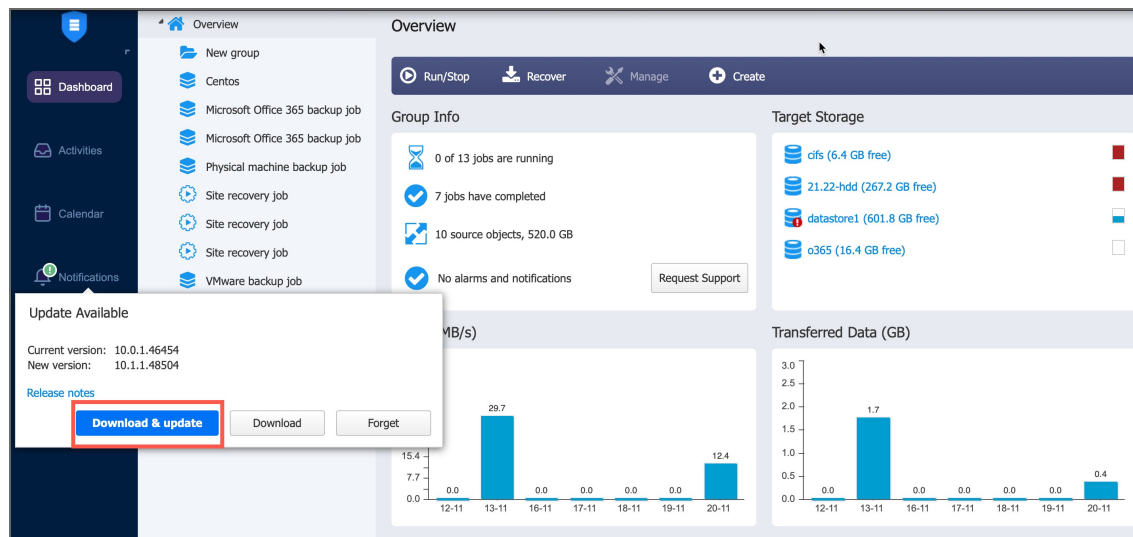 Overview
New group
Centos
Microsoft Office 365 backup job
Microsoft Office 365 backup job
Physical machine backup job
Site recovery job
Site recovery job
Site recovery job
VMware backup job
Dashboard
Activities
Calendar
Notifications
Update Available
Current version: 10.0.1.46454
New version: 10.1.1.48504
Release notes
Download & update Download Forget
Overview
Run/Stop Recover Manage Create
Group Info
0 of 13 jobs are running
7 jobs have completed
10 source objects, 520.0 GB
No alarms and notifications Request Support
Target Storage
cifs (6.4 GB free)
21.22-hdd (267.2 GB free)
datastore1 (601.8 GB free)
o365 (16.4 GB free)
MB/s)
29.7
15.4
12.4
7.7
0.0 0.0 0.0 0.0 0.0
0.0
12-11 13-11 16-11 17-11 18-11 19-11 20-11
Transferred Data (GB)
3.0
2.5
2.0
1.7
1.5
1.0
0.5
0.4
0.0 0.0 0.0 0.0 0.0
0.0
12-11 13-11 16-11 17-11 18-11 19-11 20-11